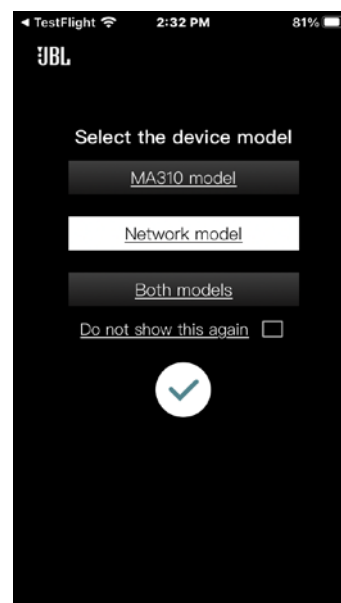 ◀ TestFlight 2:32 PM 81%
JBL
Select the device model
MA310 model
Network model
Both models
Do not show this again